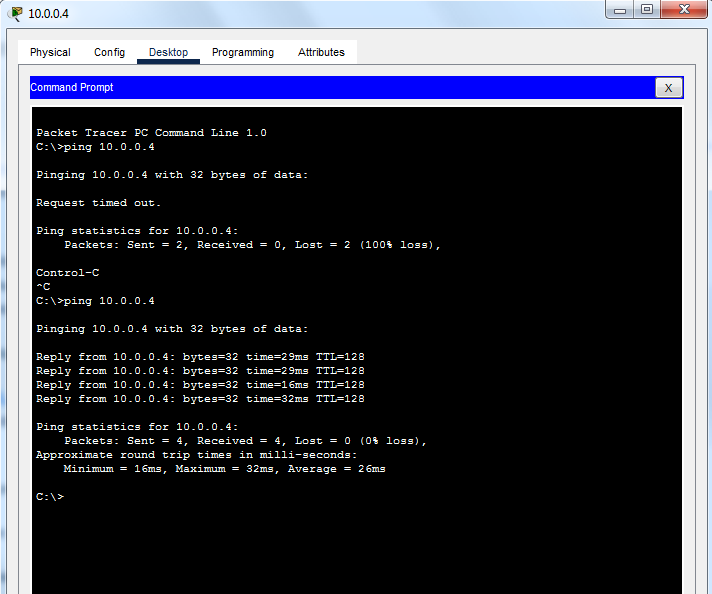 10.0.0.4
Physical Config Desktop Programming Attributes
Command Prompt X
Packet Tracer PC Command Line 1.0
C:\>ping 10.0.0.4
Pinging 10.0.0.4 with 32 bytes of data:
Request timed out.
Ping statistics for 10.0.0.4:
    Packets: Sent = 2, Received = 0, Lost = 2 (100% loss),
Control-C
^C
C:\>ping 10.0.0.4
Pinging 10.0.0.4 with 32 bytes of data:
Reply from 10.0.0.4: bytes=32 time=29ms TTL=128
Reply from 10.0.0.4: bytes=32 time=29ms TTL=128
Reply from 10.0.0.4: bytes=32 time=16ms TTL=128
Reply from 10.0.0.4: bytes=32 time=32ms TTL=128
Ping statistics for 10.0.0.4:
    Packets: Sent = 4, Received = 4, Lost = 0 (0% loss),
Approximate round trip times in milli-seconds:
    Minimum = 16ms, Maximum = 32ms, Average = 26ms
C:\>